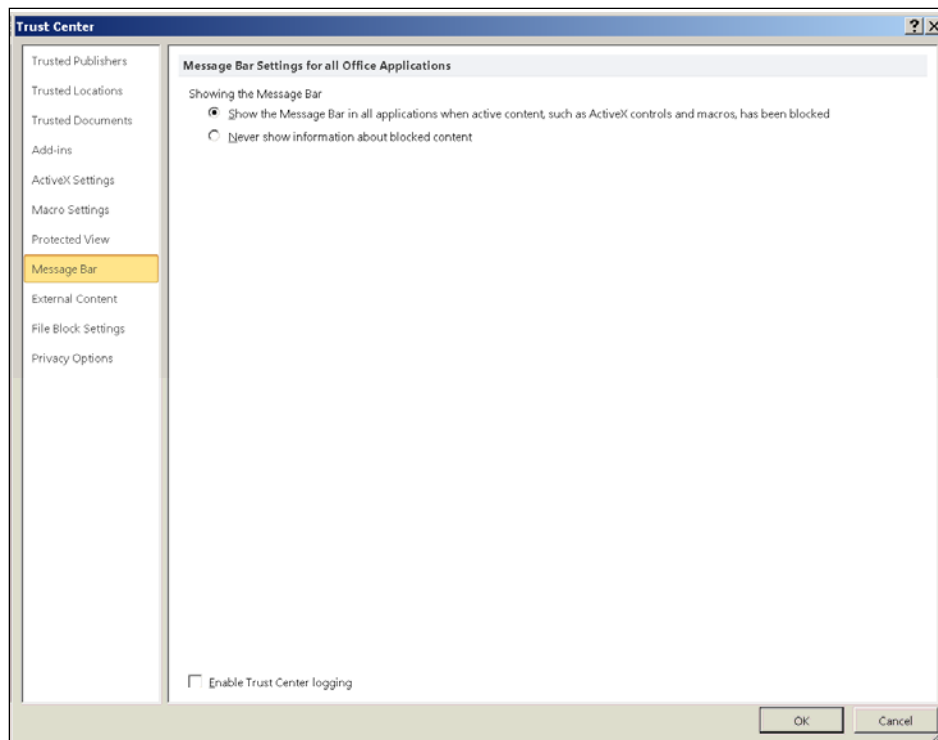 Trust Center
Trusted Publishers
Trusted Locations
Trusted Documents
Add-ins
ActiveX Settings
Macro Settings
Protected View
Message Bar
External Content
File Block Settings
Privacy Options
Message Bar Settings for all Office Applications
Showing the Message Bar
Show the Message Bar in all applications when active content, such as ActiveX controls and macros, has been blocked
Never show information about blocked content
Enable Trust Center logging
OK
Cancel